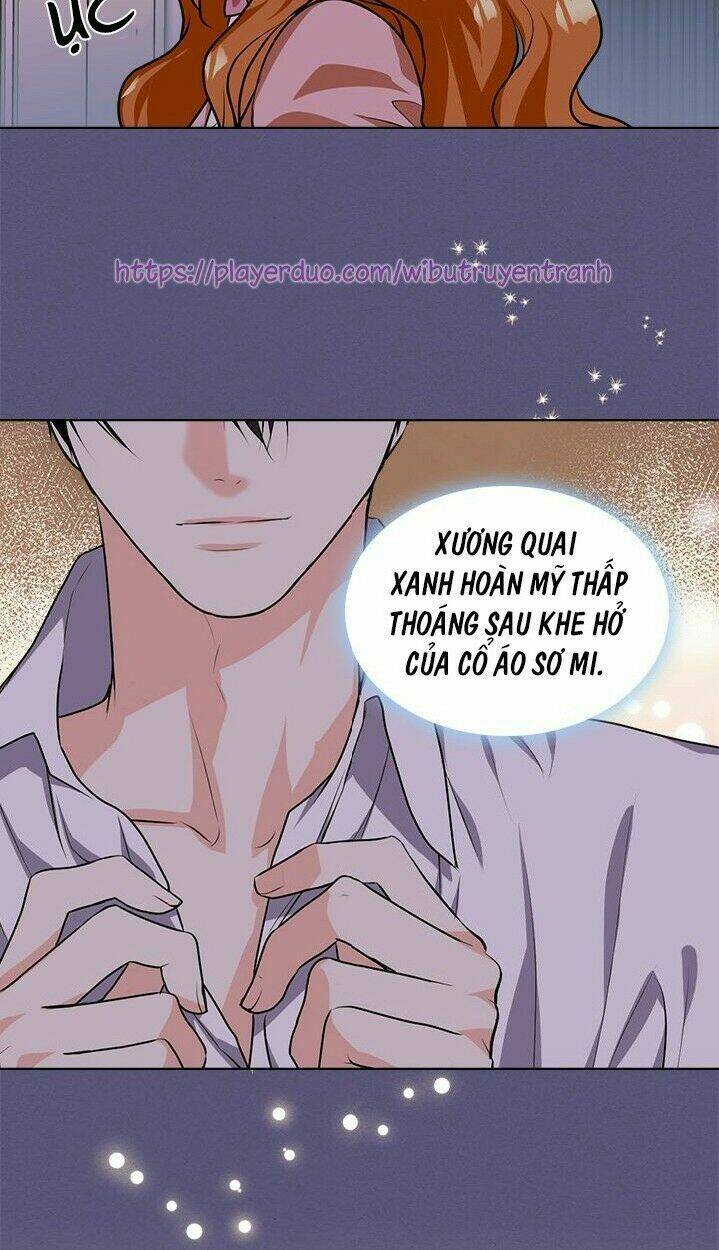 ỤC
https://playerduo.com/wibutruyentranh
XƯƠNG QUAI
XANH HOÀN MỸ THẤP
THOÁNG SAU KHE HỞ
CỦA CỔ ÁO SƠ MI.